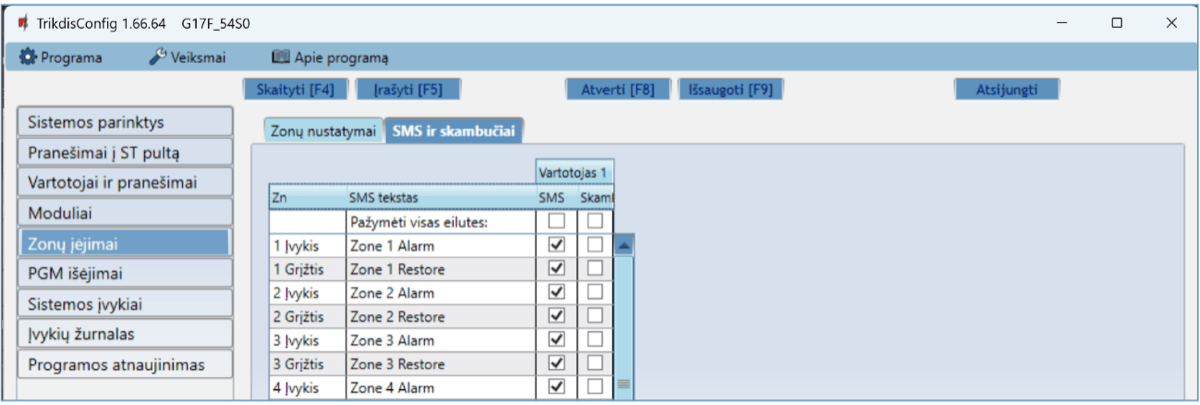 TrikdisConfig 1.66.64 G17F_54S0
Programa Veiksmai Apie programą
Skaityti [F4] Įrašyti [F5] Atverti [F8] Išsaugoti [F9] Atsijungti
Sistemos parinktys
Pranešimai į ST pultą
Vartotojai ir pranešimai
Moduliai
Zonų įėjimai
PGM išėjimai
Sistemos įvykiai
Įvykių žurnalas
Programos atnaujinimas
Zonų nustatymai SMS ir skambučiai
Vartotojas 1
Zn SMS tekstas SMS Skaml
Pažymėti visas eilutes:
1 Įvykis Zone 1 Alarm
1 Grįžtis Zone 1 Restore
2 Įvykis Zone 2 Alarm
2 Grįžtis Zone 2 Restore
3 Įvykis Zone 3 Alarm
3 Grįžtis Zone 3 Restore
4 Įvykis Zone 4 Alarm